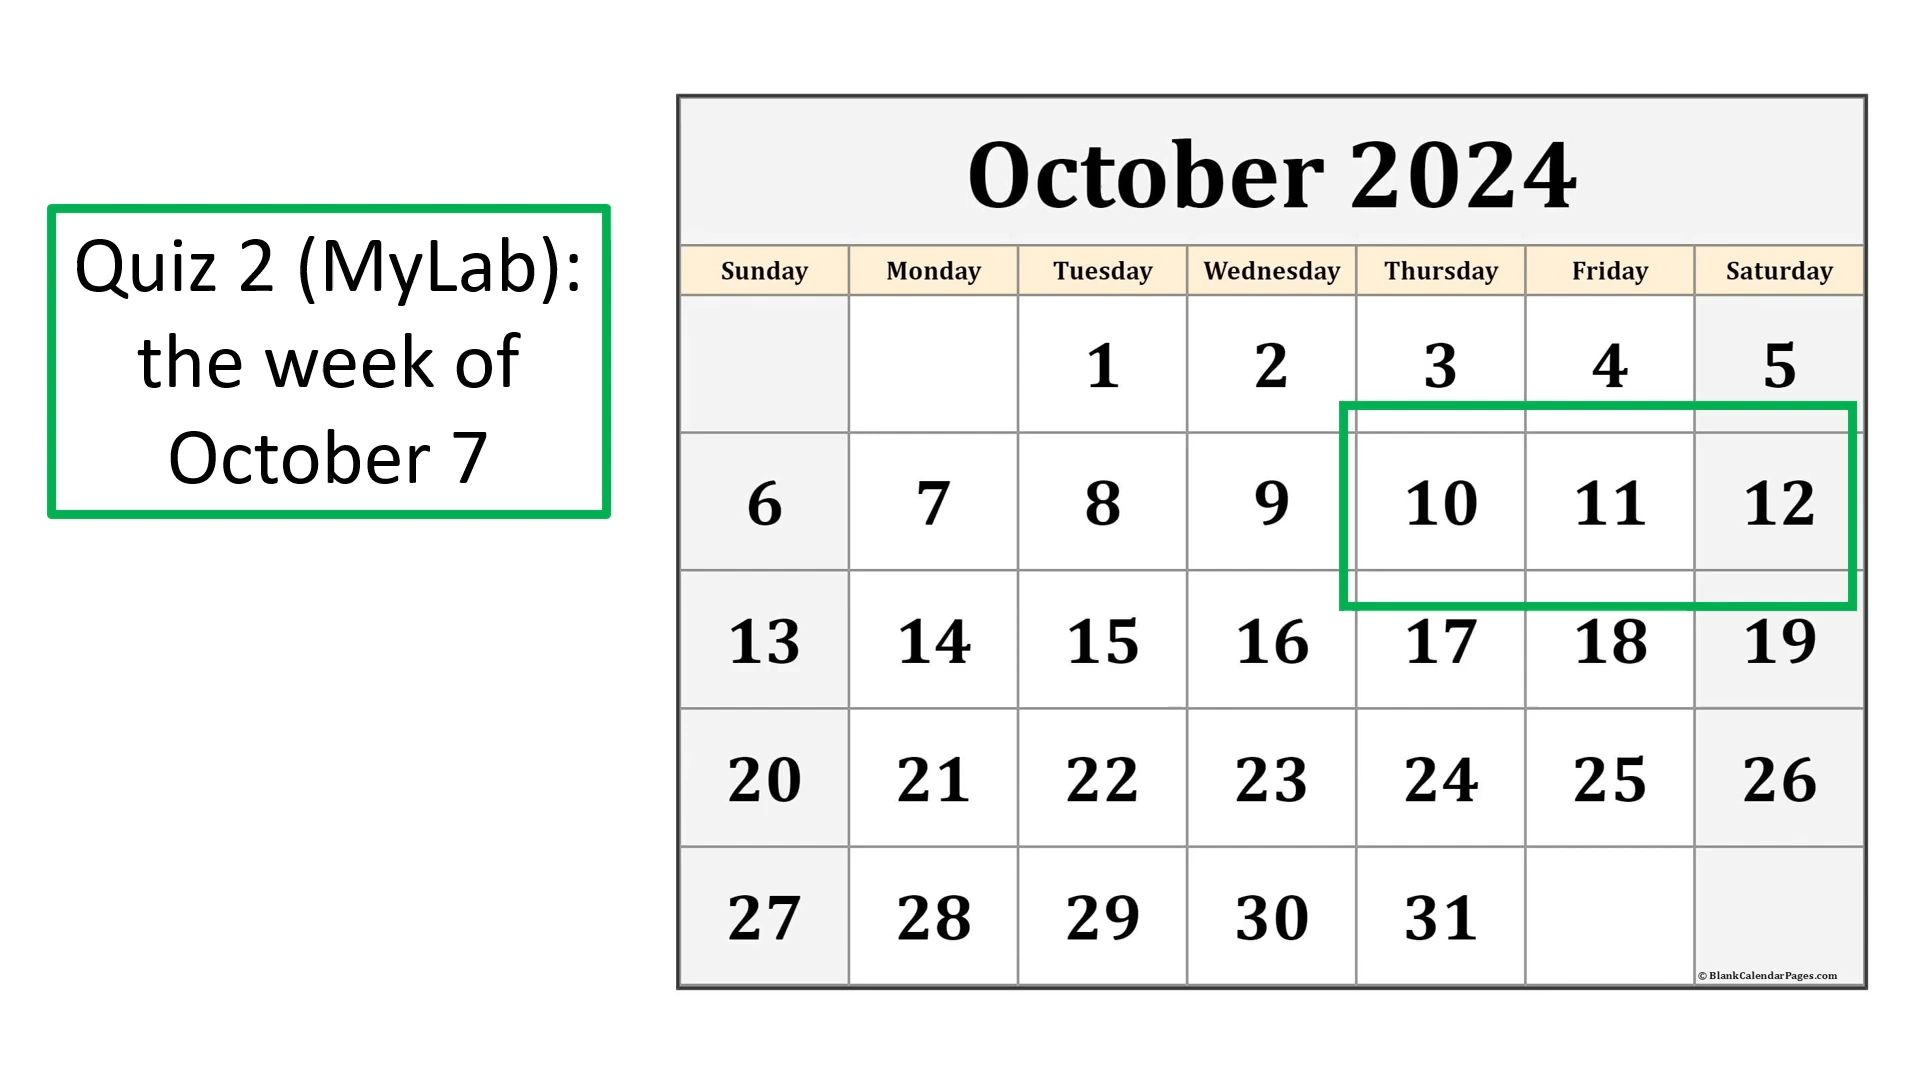 Quiz 2 (MyLab):
the week of
October 7
October 2024
Sunday Monday Tuesday Wednesday Thursday Friday Saturday
1 2 3 4 5
6 7 8 9 10 11 12
13 14 15 16 17 18 19
20 21 22 23 24 25 26
27 28 29 30 31
© BlankCalendarPages.com